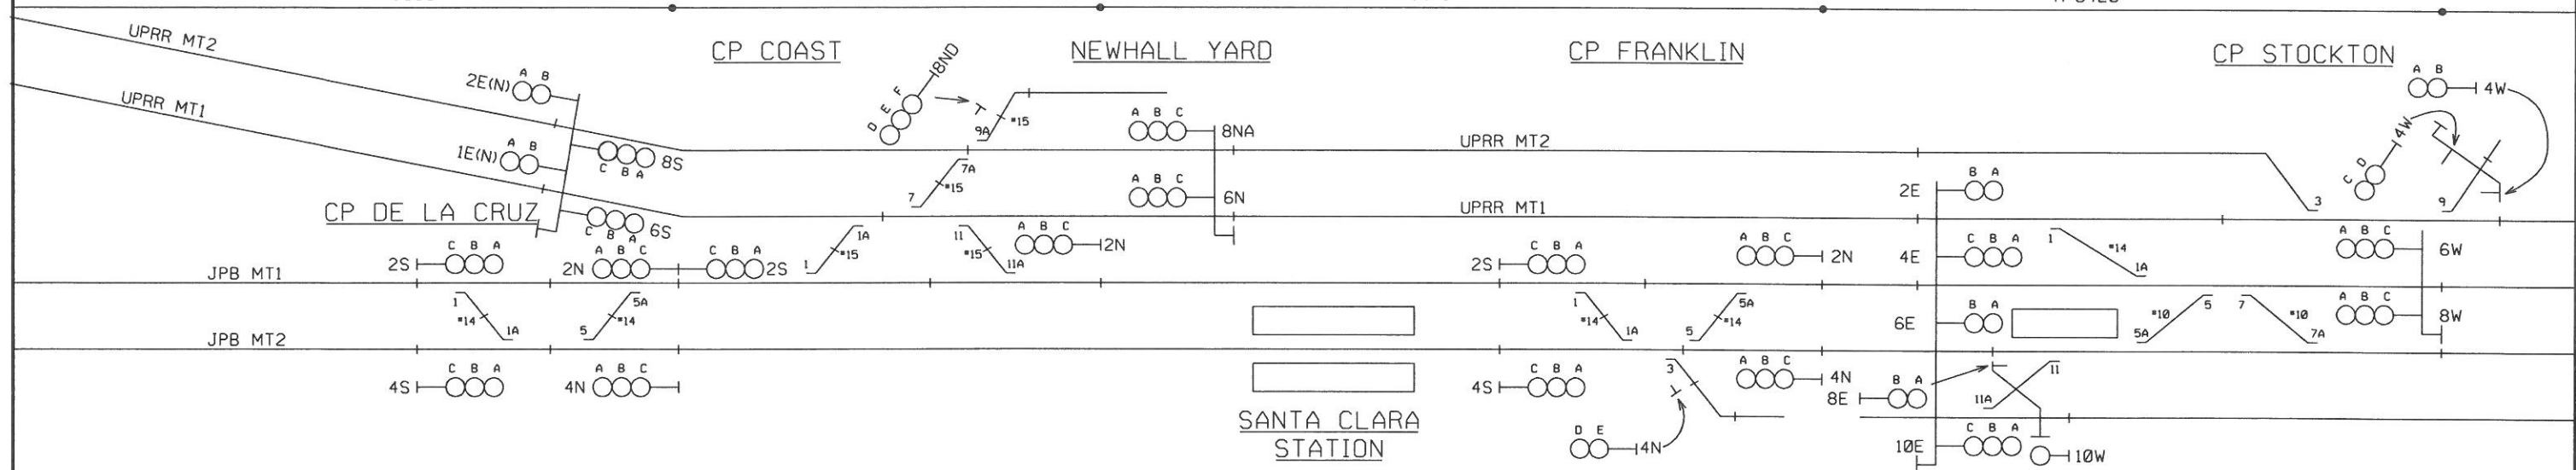 UPRR MT2
CP COAST
NEWHALL YARD
CP FRANKLIN
CP STOCKTON
A B
2E(N)
8ND
D E F
9A
#15
A B
4W
UPRR MT1
A B
1E(N)
C B A
8S
A B C
8NA
UPRR MT2
4W
C D
7A
#15
7
A B C
6N
UPRR MT1
B A
2E
3
9
CP DE LA CRUZ
C B A
6S
C B A
2S
A B C
2N
C B A
2S
1A
#15
1
11
#15
11A
A B C
2N
C B A
2S
A B C
2N
C B A
4E
1
#14
1A
A B C
6W
JPB MT1
1
#14
1A
5A
#14
5
1
#14
1A
5A
#14
5
B A
6E
5
#10
5A
7
#10
7A
A B C
8W
JPB MT2
C B A
4S
A B C
4N
C B A
4S
3
A B C
4N
B A
8E
11
11A
SANTA CLARA
STATION
D E
4N
C B A
10E
10W